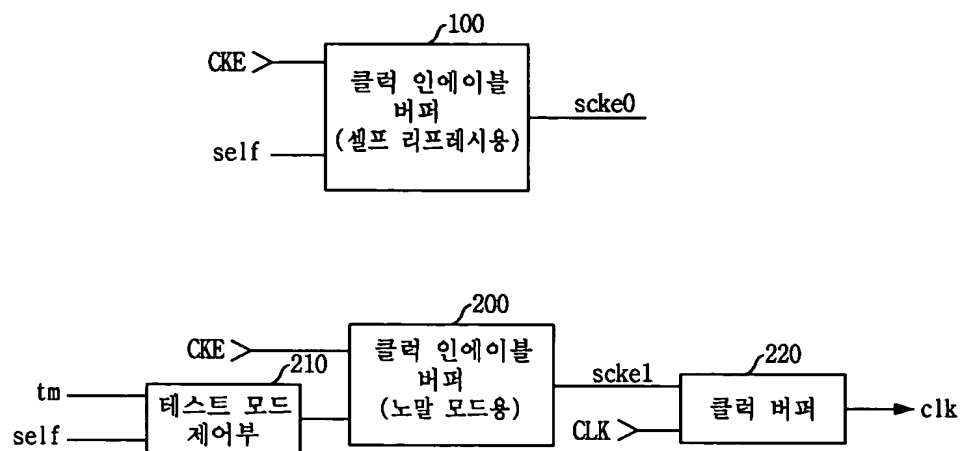 100
CKE
클럭 인에이블
버퍼
(셀프 리프레시용)
scke0
self
200
CKE
클럭 인에이블
버퍼
(노말 모드용)
210
tm
self
테스트 모드
제어부
scke1
220
CLK
클럭 버퍼
clk